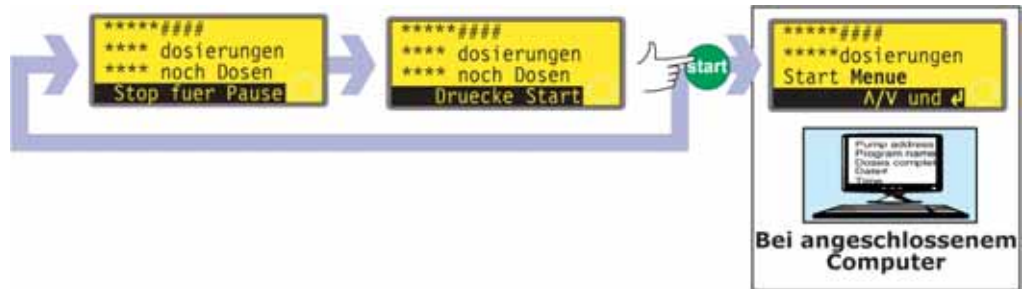 *****####
**** dosierungen
**** noch Dosen
Stop fuer Pause
*****####
**** dosierungen
**** noch Dosen
Druecke Start
start
*****####
*****dosierungen
Start Menue
Λ/V und ↲
Pump address
Program name
Doses complet
Date#
Time
Bei angeschlossenem
Computer